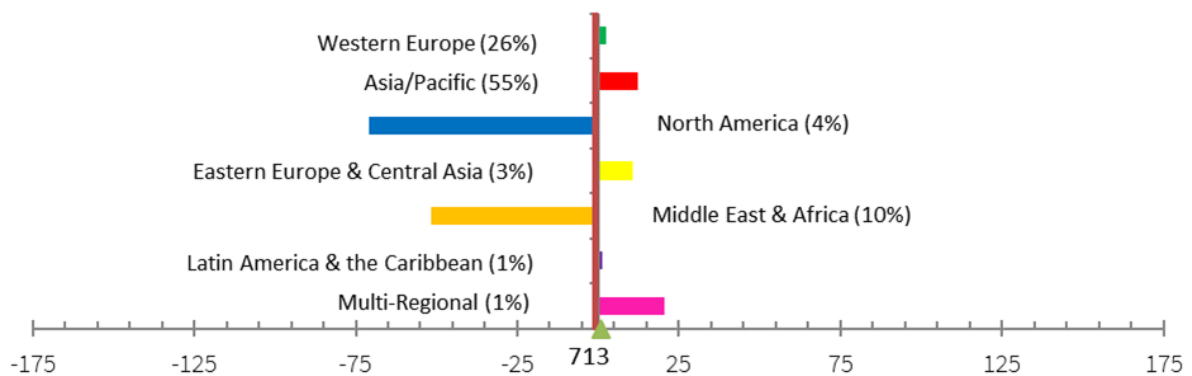 Western Europe (26%)
Asia/Pacific (55%)
North America (4%)
Eastern Europe & Central Asia (3%)
Middle East & Africa (10%)
Latin America & the Caribbean (1%)
Multi-Regional (1%)
-175 -125 -75 -25 713 25 75 125 175